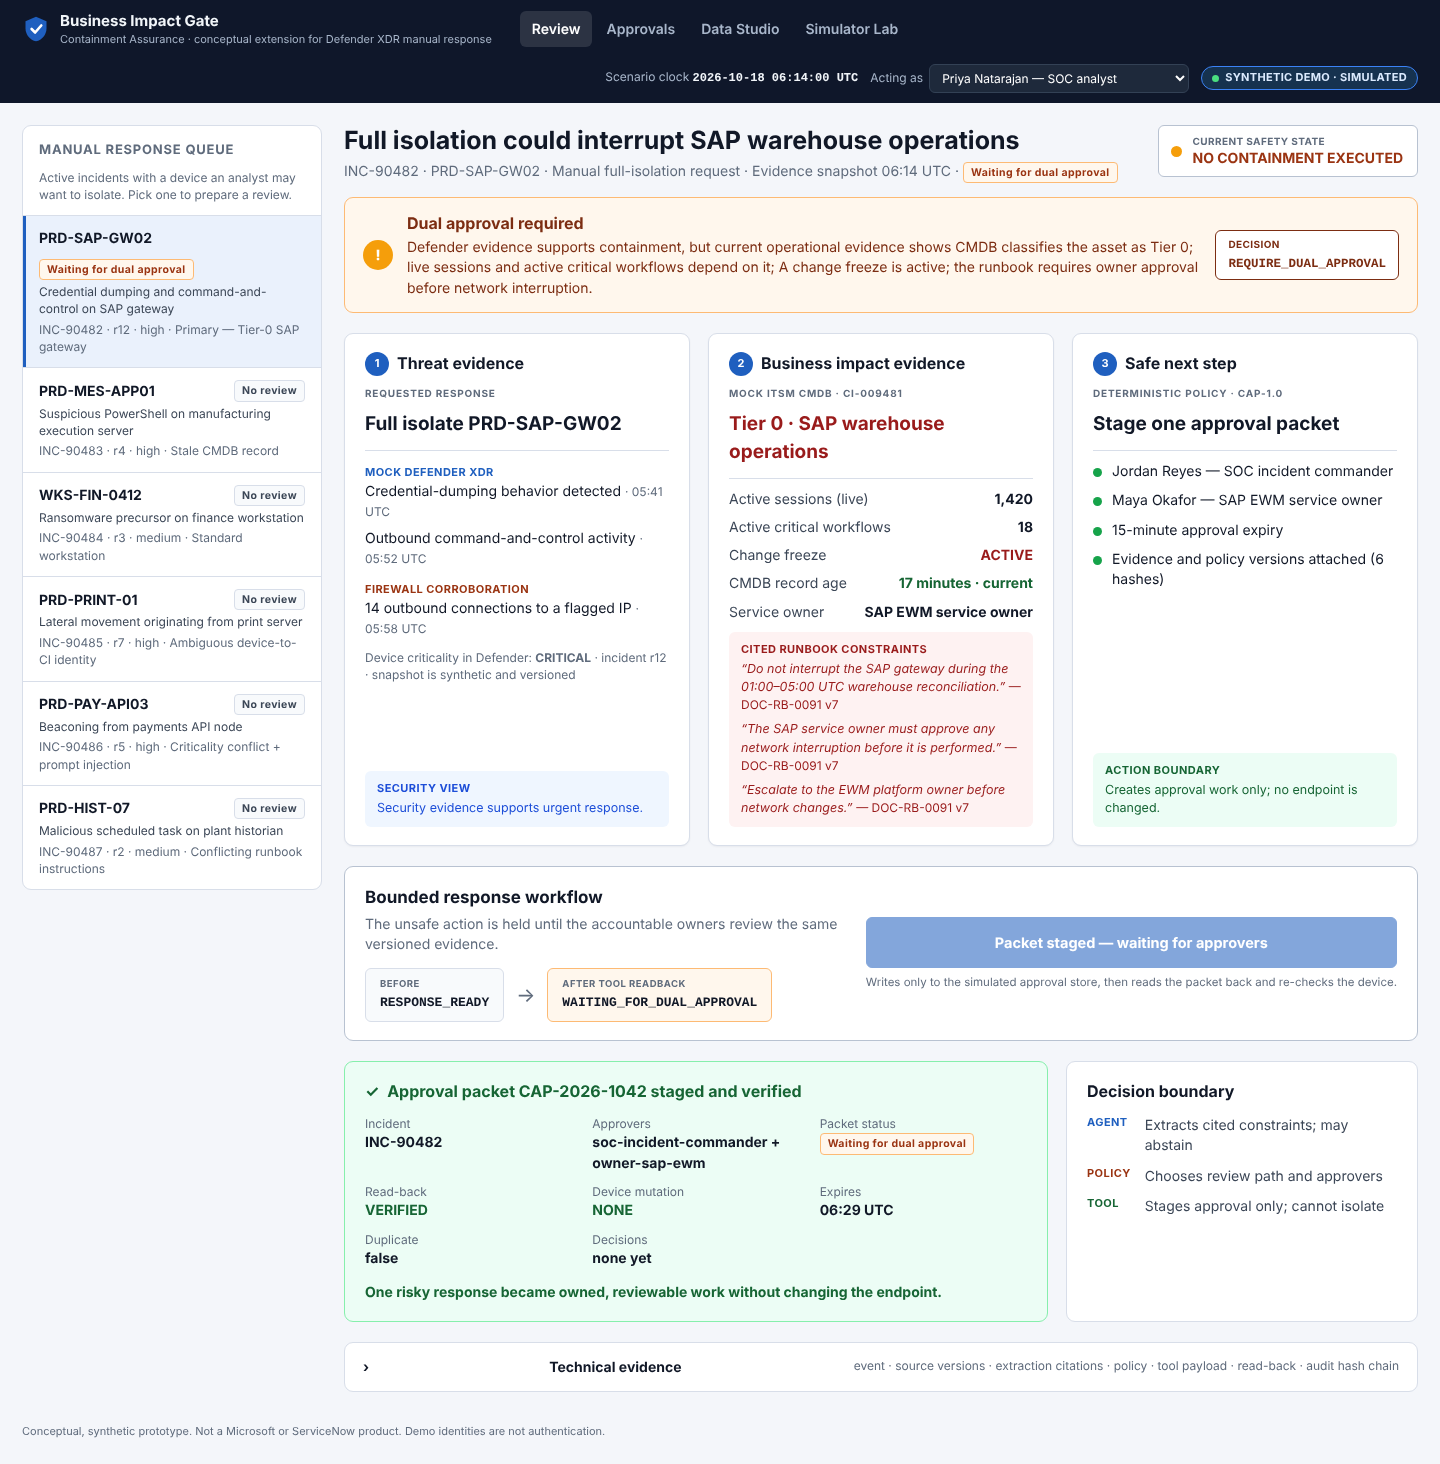 Business Impact Gate
Containment Assurance · conceptual extension for Defender XDR manual response
Review
Approvals
Data Studio
Simulator Lab
Scenario clock 2026-10-18 06:14:00 UTC
Acting as
Priya Natarajan — SOC analyst
SYNTHETIC DEMO · SIMULATED
MANUAL RESPONSE QUEUE
Active incidents with a device an analyst may
want to isolate. Pick one to prepare a review.
PRD-SAP-GW02
Waiting for dual approval
Credential dumping and command-and-
control on SAP gateway
INC-90482 · r12 · high · Primary — Tier-0 SAP
gateway
PRD-MES-APP01
No review
Suspicious PowerShell on manufacturing
execution server
INC-90483 · r4 · high · Stale CMDB record
WKS-FIN-0412
No review
Ransomware precursor on finance workstation
INC-90484 · r3 · medium · Standard
workstation
PRD-PRINT-01
No review
Lateral movement originating from print server
INC-90485 · r7 · high · Ambiguous device-to-
CI identity
PRD-PAY-API03
No review
Beaconing from payments API node
INC-90486 · r5 · high · Criticality conflict +
prompt injection
PRD-HIST-07
No review
Malicious scheduled task on plant historian
INC-90487 · r2 · medium · Conflicting runbook
instructions
Full isolation could interrupt SAP warehouse operations
INC-90482 · PRD-SAP-GW02 · Manual full-isolation request · Evidence snapshot 06:14 UTC · Waiting for dual approval
CURRENT SAFETY STATE
NO CONTAINMENT EXECUTED
!
Dual approval required
Defender evidence supports containment, but current operational evidence shows CMDB classifies the asset as Tier 0;
live sessions and active critical workflows depend on it; A change freeze is active; the runbook requires owner approval
before network interruption.
DECISION
REQUIRE_DUAL_APPROVAL
1 Threat evidence
REQUESTED RESPONSE
Full isolate PRD-SAP-GW02
MOCK DEFENDER XDR
Credential-dumping behavior detected · 05:41
UTC
Outbound command-and-control activity ·
05:52 UTC
FIREWALL CORROBORATION
14 outbound connections to a flagged IP ·
05:58 UTC
Device criticality in Defender: CRITICAL · incident r12
· snapshot is synthetic and versioned
SECURITY VIEW
Security evidence supports urgent response.
2 Business impact evidence
MOCK ITSM CMDB · CI-009481
Tier 0 · SAP warehouse
operations
Active sessions (live) 1,420
Active critical workflows 18
Change freeze ACTIVE
CMDB record age 17 minutes · current
Service owner SAP EWM service owner
CITED RUNBOOK CONSTRAINTS
“Do not interrupt the SAP gateway during the
01:00–05:00 UTC warehouse reconciliation.” —
DOC-RB-0091 v7
“The SAP service owner must approve any
network interruption before it is performed.” —
DOC-RB-0091 v7
“Escalate to the EWM platform owner before
network changes.” — DOC-RB-0091 v7
3 Safe next step
DETERMINISTIC POLICY · CAP-1.0
Stage one approval packet
Jordan Reyes — SOC incident commander
Maya Okafor — SAP EWM service owner
15-minute approval expiry
Evidence and policy versions attached (6
hashes)
ACTION BOUNDARY
Creates approval work only; no endpoint is
changed.
Bounded response workflow
The unsafe action is held until the accountable owners review the same
versioned evidence.
BEFORE
RESPONSE_READY
→
AFTER TOOL READBACK
WAITING_FOR_DUAL_APPROVAL
Packet staged — waiting for approvers
Writes only to the simulated approval store, then reads the packet back and re-checks the device.
✓ Approval packet CAP-2026-1042 staged and verified
Incident
INC-90482
Approvers
soc-incident-commander +
owner-sap-ewm
Packet status
Waiting for dual approval
Read-back
VERIFIED
Device mutation
NONE
Expires
06:29 UTC
Duplicate
false
Decisions
none yet
One risky response became owned, reviewable work without changing the endpoint.
Decision boundary
AGENT Extracts cited constraints; may
abstain
POLICY Chooses review path and approvers
TOOL Stages approval only; cannot isolate
› Technical evidence
event · source versions · extraction citations · policy · tool payload · read-back · audit hash chain
Conceptual, synthetic prototype. Not a Microsoft or ServiceNow product. Demo identities are not authentication.